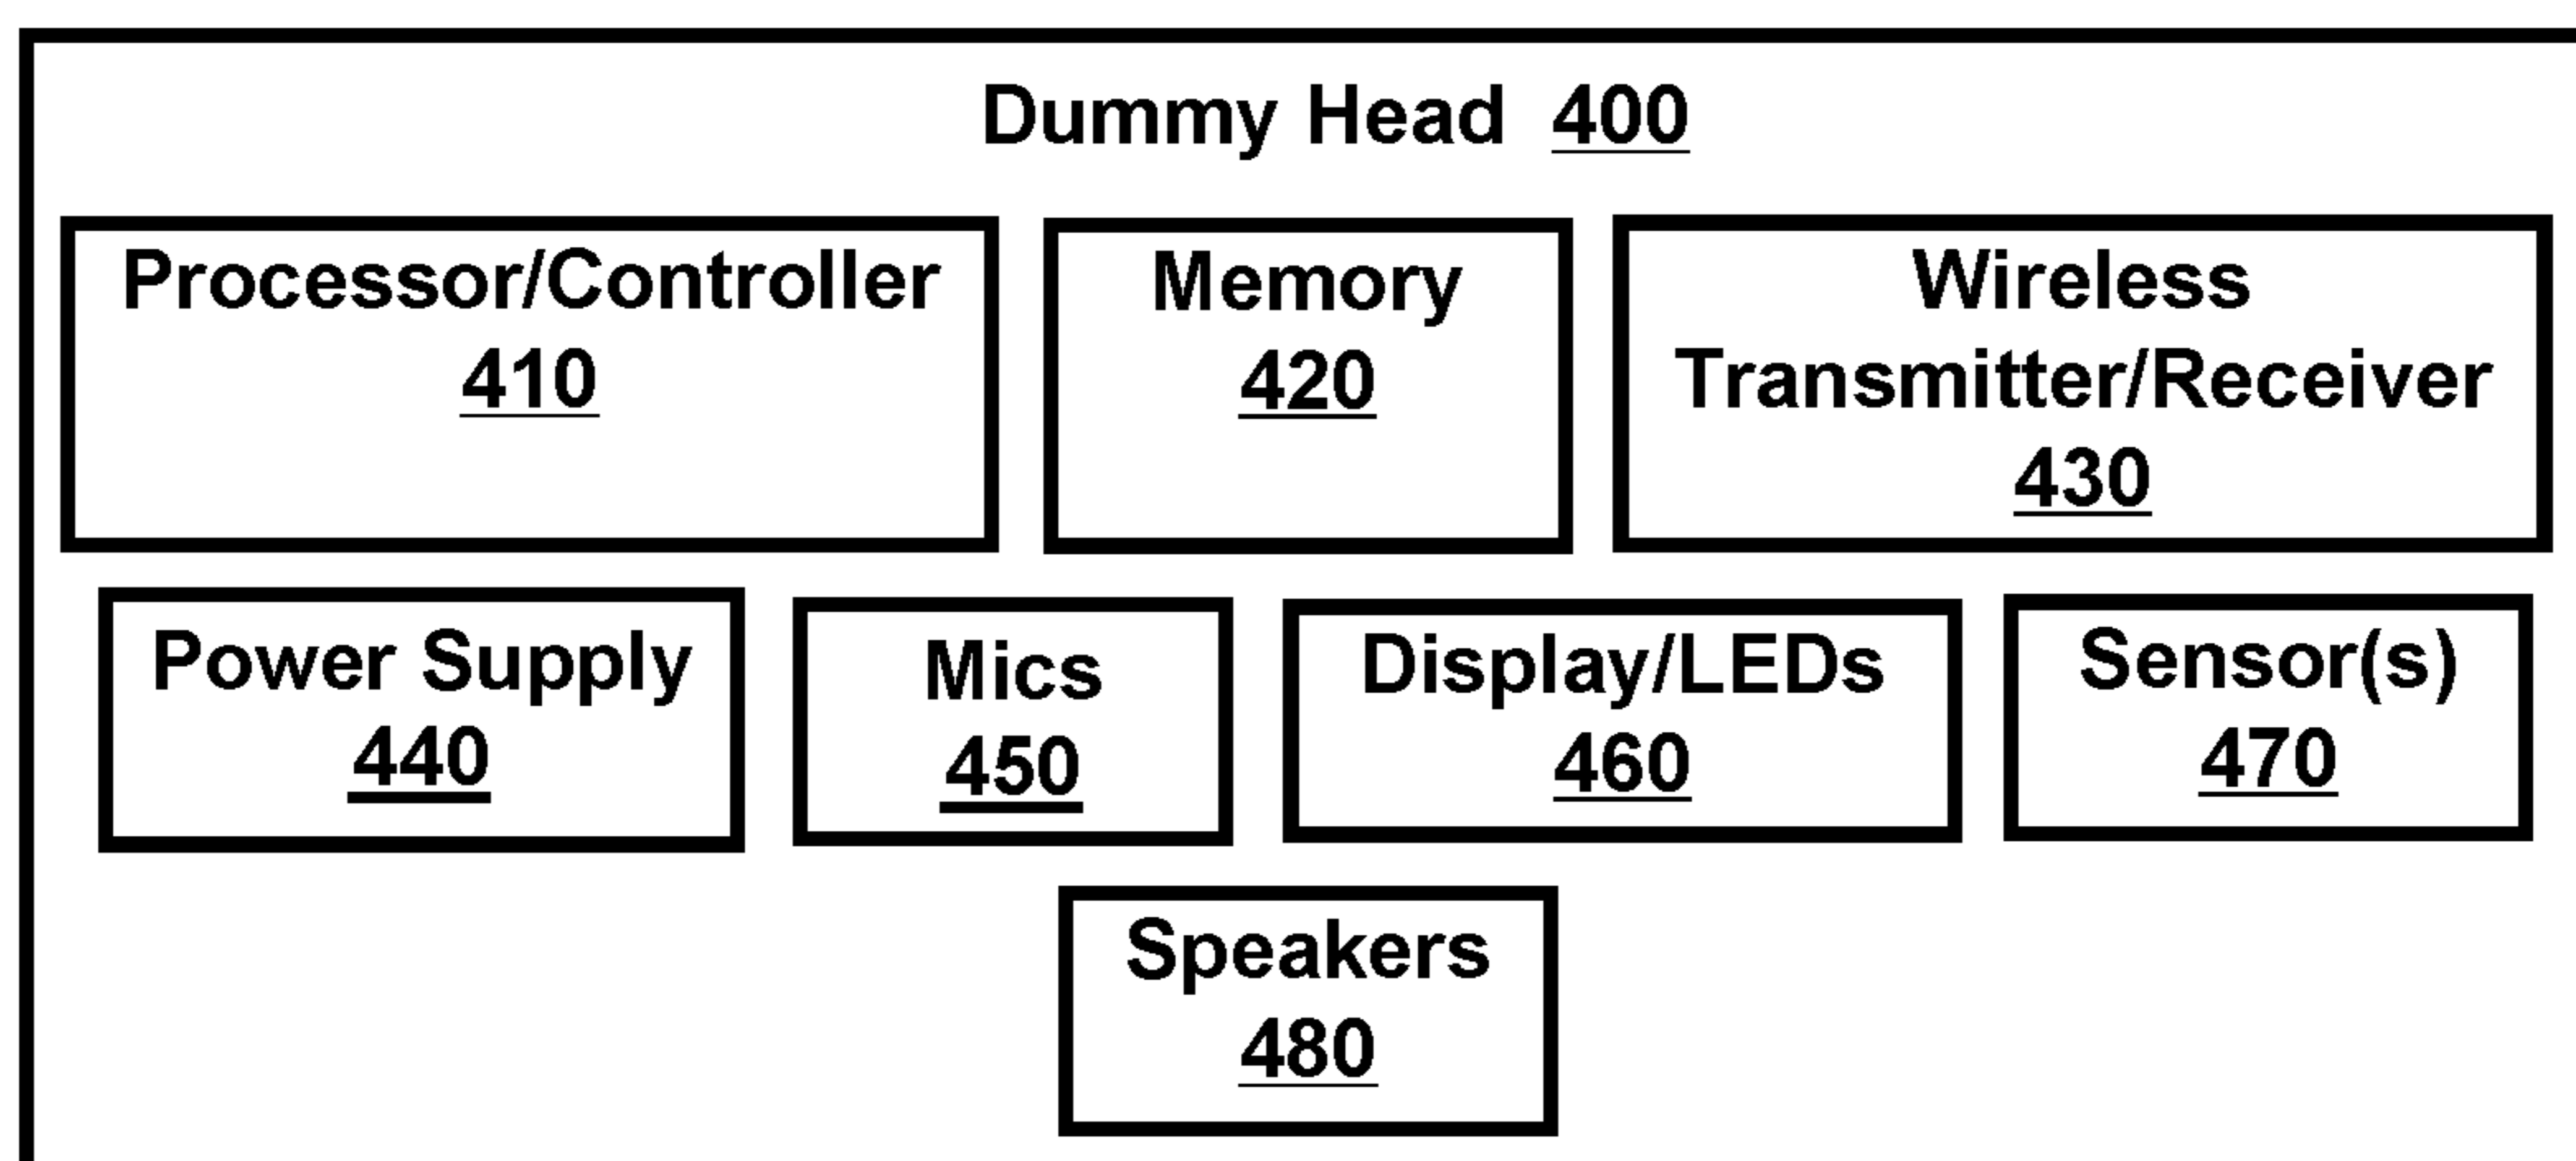 Dummy Head 400
Processor/Controller
410
Memory
420
Wireless
Transmitter/Receiver
430
Power Supply
440
Mics
450
Display/LEDs
460
Sensor(s)
470
Speakers
480